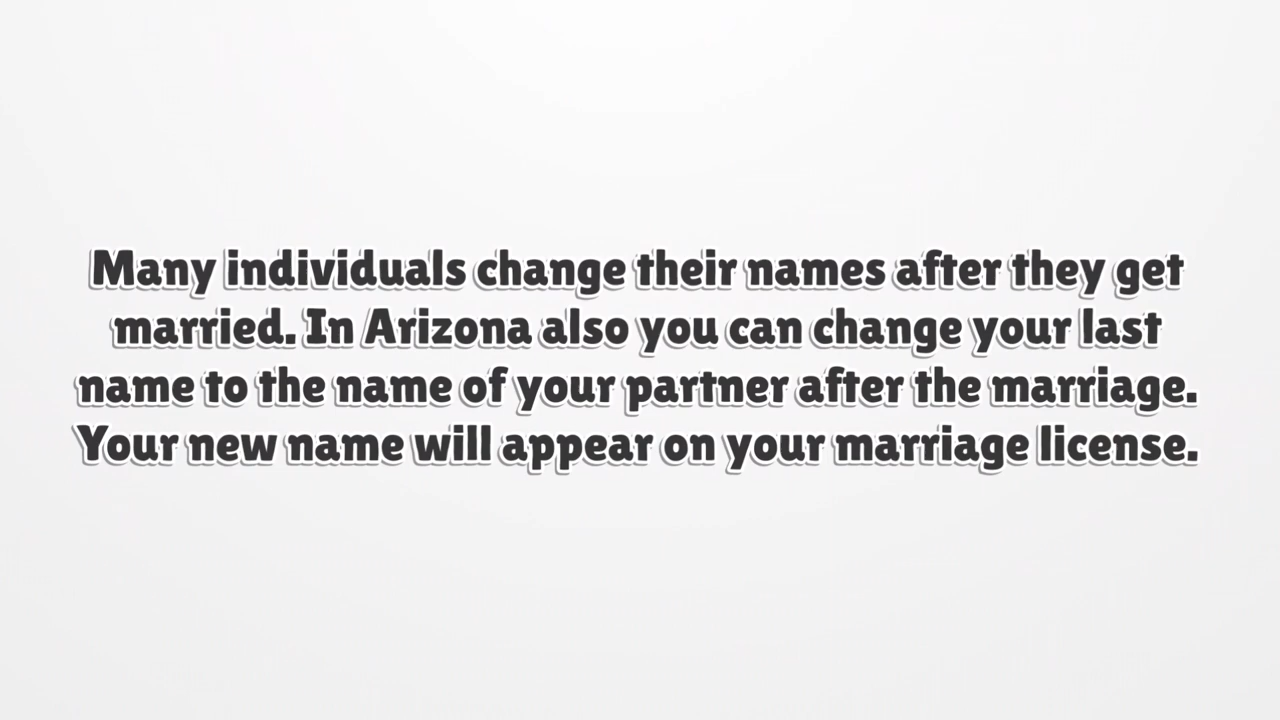 Many individuals change their names after they get
married. In Arizona also you can change your last
name to the name of your partner after the marriage.
Your new name will appear on your marriage license.